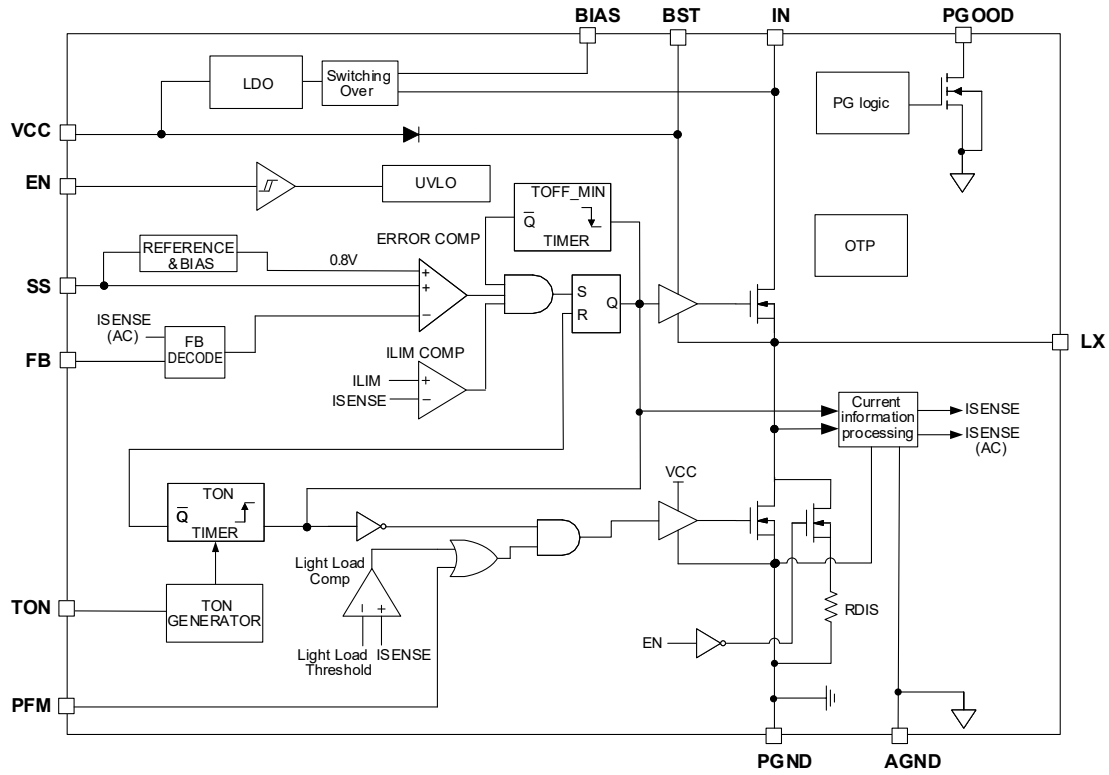 BIAS
BST
IN
PGOOD
LDO
Switching
Over
PG logic
VCC
EN
UVLO
TOFF_MIN
Q
TIMER
ERROR COMP
OTP
REFERENCE
&BIAS
0.8V
+
+
−
SS
S
R
Q
LX
ISENSE
(AC)
FB
DECODE
FB
ILIM COMP
ILIM
+
ISENSE
−
Current
information
processing
ISENSE
ISENSE
(AC)
VCC
TON
Q
TIMER
Light Load
Comp
− +
TON
TON
GENERATOR
RDIS
EN
Light Load
Threshold
ISENSE
PFM
PGND
AGND